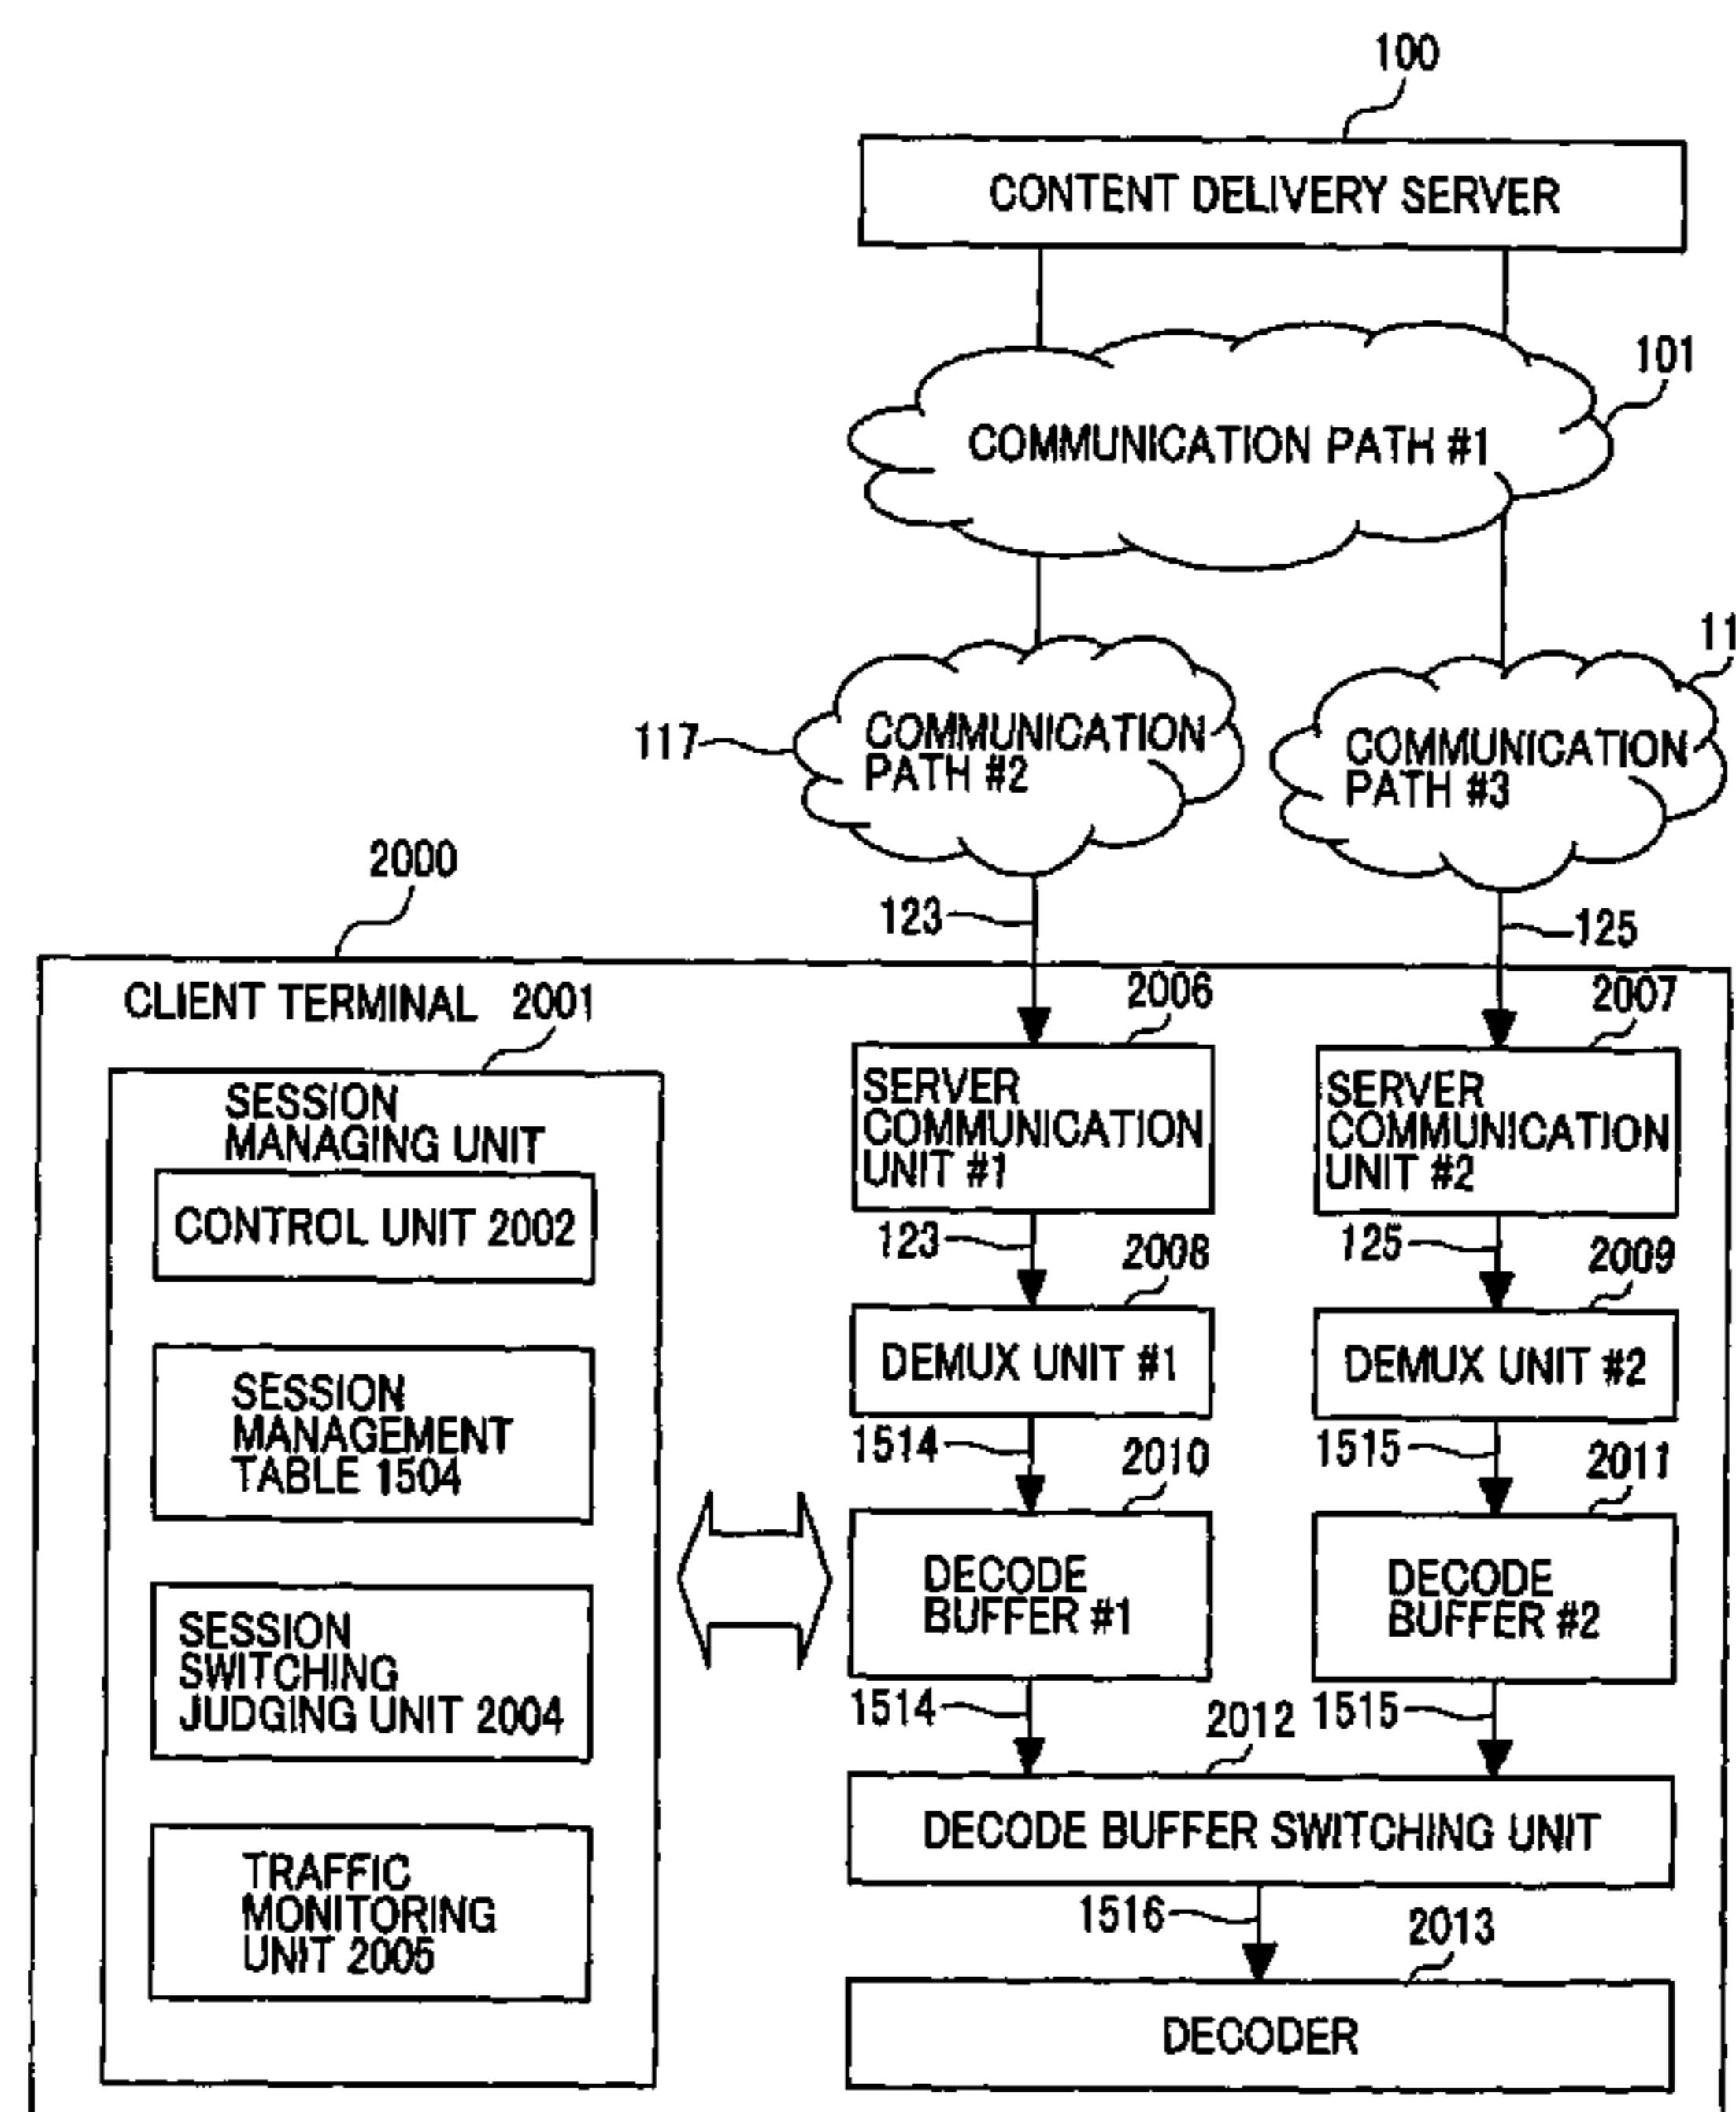 100
CONTENT DELIVERY SERVER
101
COMMUNICATION PATH #1
117
COMMUNICATION
PATH #2
11
COMMUNICATION
PATH #3
2000
123
125
CLIENT TERMINAL
2001
2006
2007
SESSION
MANAGING UNIT
SERVER
COMMUNICATION
UNIT #1
SERVER
COMMUNICATION
UNIT #2
CONTROL UNIT 2002
123
2008
125
2009
DEMUX UNIT #1
DEMUX UNIT #2
SESSION
MANAGEMENT
TABLE 1504
1514
2010
1515
2011
DECODE
BUFFER #1
DECODE
BUFFER #2
SESSION
SWITCHING
JUDGING UNIT 2004
1514
2012
1515
DECODE BUFFER SWITCHING UNIT
TRAFFIC
MONITORING
UNIT 2005
1516
2013
DECODER